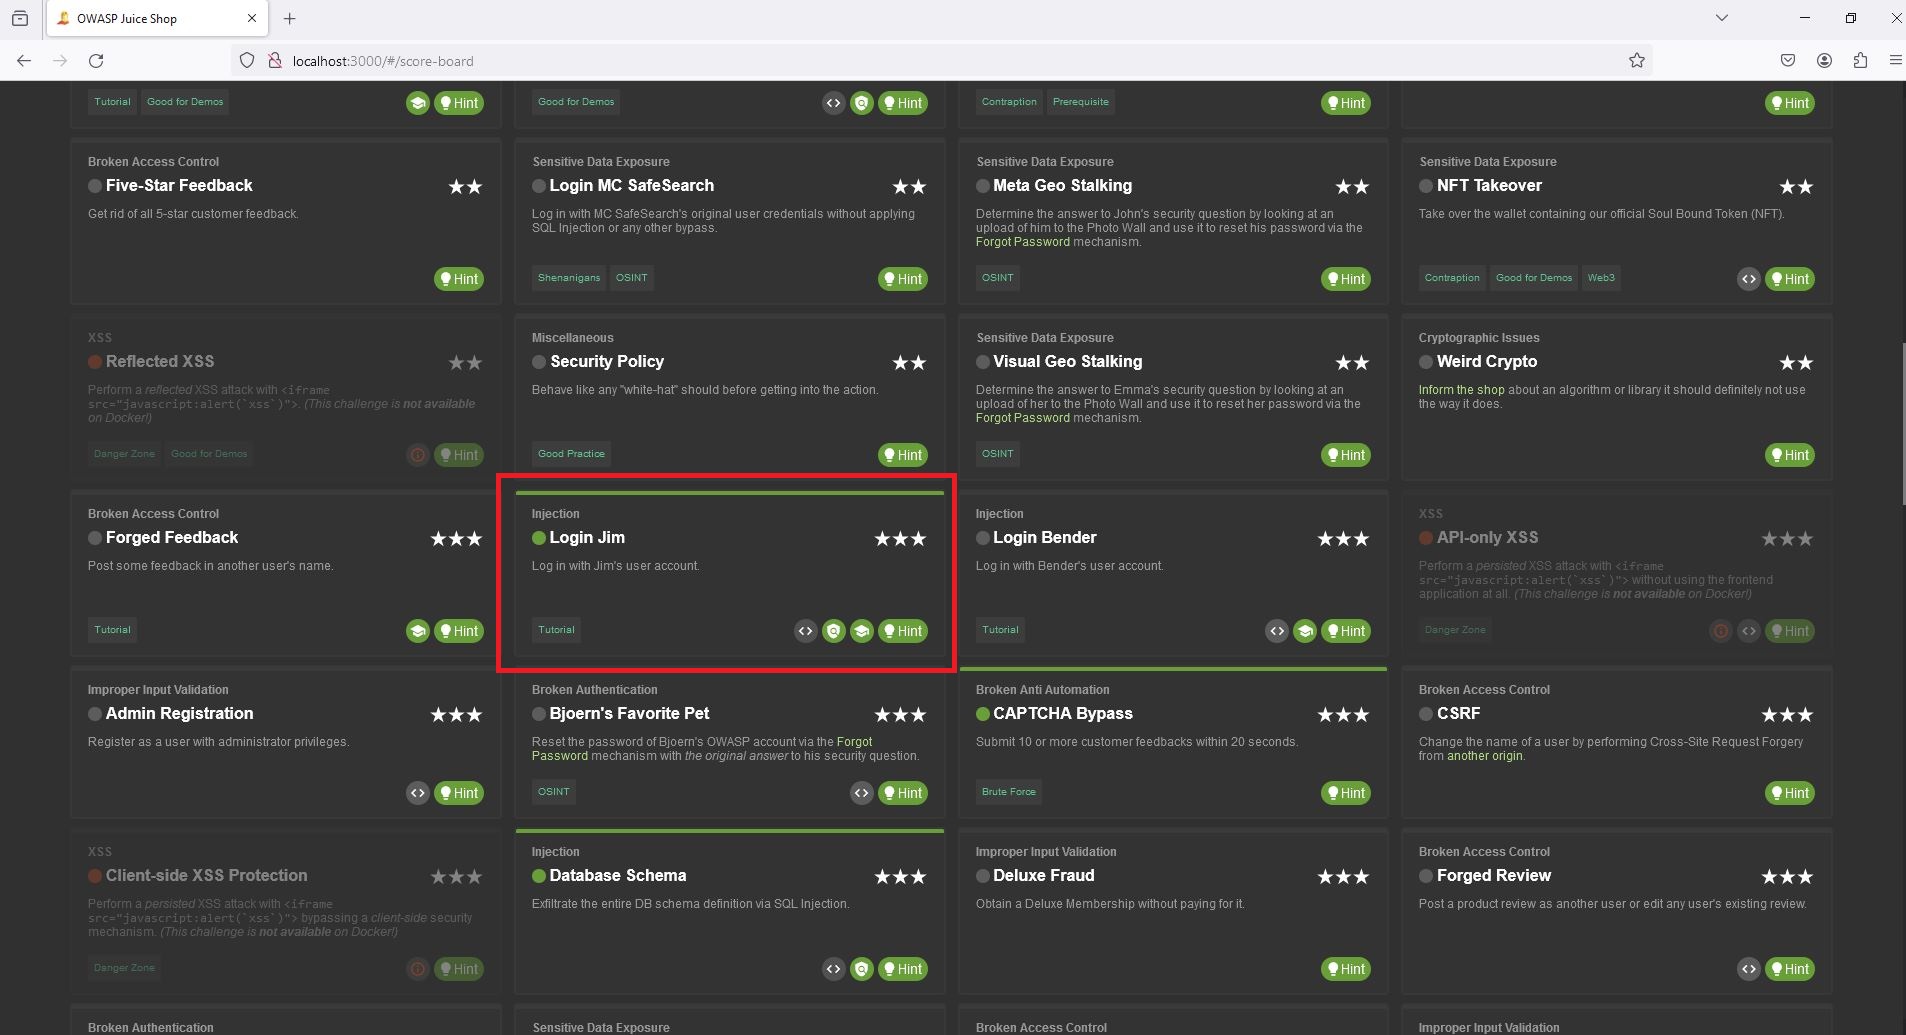 OWASP Juice Shop
localhost:3000/#/score-board
Tutorial Good for Demos Hint
Good for Demos <> Hint
Contraption Prerequisite Hint
Hint
Broken Access Control
Five-Star Feedback ★★
Get rid of all 5-star customer feedback.
Hint
Sensitive Data Exposure
Login MC SafeSearch ★★
Log in with MC SafeSearch's original user credentials without applying
SQL Injection or any other bypass.
Shenanigans OSINT Hint
Sensitive Data Exposure
Meta Geo Stalking ★★
Determine the answer to John's security question by looking at an
upload of him to the Photo Wall and use it to reset his password via the
Forgot Password mechanism.
OSINT Hint
Sensitive Data Exposure
NFT Takeover ★★
Take over the wallet containing our official Soul Bound Token (NFT).
Contraption Good for Demos Web3 <> Hint
XSS
Reflected XSS ★★
Perform a reflected XSS attack with <iframe
src="javascript:alert(`xss`)">. (This challenge is not available
on Docker!)
Danger Zone Good for Demos Hint
Miscellaneous
Security Policy ★★
Behave like any "white-hat" should before getting into the action.
Good Practice Hint
Sensitive Data Exposure
Visual Geo Stalking ★★
Determine the answer to Emma's security question by looking at an
upload of her to the Photo Wall and use it to reset her password via the
Forgot Password mechanism.
OSINT Hint
Cryptographic Issues
Weird Crypto ★★
Inform the shop about an algorithm or library it should definitely not use
the way it does.
Hint
Broken Access Control
Forged Feedback ★★★
Post some feedback in another user's name.
Tutorial Hint
Injection
Login Jim ★★★
Log in with Jim's user account.
Tutorial <> Hint
Injection
Login Bender ★★★
Log in with Bender's user account.
Tutorial <> Hint
XSS
API-only XSS ★★★
Perform a persisted XSS attack with <iframe
src="javascript:alert(`xss`)"> without using the frontend
application at all. (This challenge is not available on Docker!)
Danger Zone <> Hint
Improper Input Validation
Admin Registration ★★★
Register as a user with administrator privileges.
<> Hint
Broken Authentication
Bjoern's Favorite Pet ★★★
Reset the password of Bjoern's OWASP account via the Forgot
Password mechanism with the original answer to his security question.
OSINT <> Hint
Broken Anti Automation
CAPTCHA Bypass ★★★
Submit 10 or more customer feedbacks within 20 seconds.
Brute Force Hint
Broken Access Control
CSRF ★★★
Change the name of a user by performing Cross-Site Request Forgery
from another origin.
Hint
XSS
Client-side XSS Protection ★★★
Perform a persisted XSS attack with <iframe
src="javascript:alert(`xss`)"> bypassing a client-side security
mechanism. (This challenge is not available on Docker!)
Danger Zone Hint
Injection
Database Schema ★★★
Exfiltrate the entire DB schema definition via SQL Injection.
<> Hint
Improper Input Validation
Deluxe Fraud ★★★
Obtain a Deluxe Membership without paying for it.
Hint
Broken Access Control
Forged Review ★★★
Post a product review as another user or edit any user's existing review.
<> Hint
Broken Authentication
Sensitive Data Exposure
Broken Access Control
Improper Input Validation